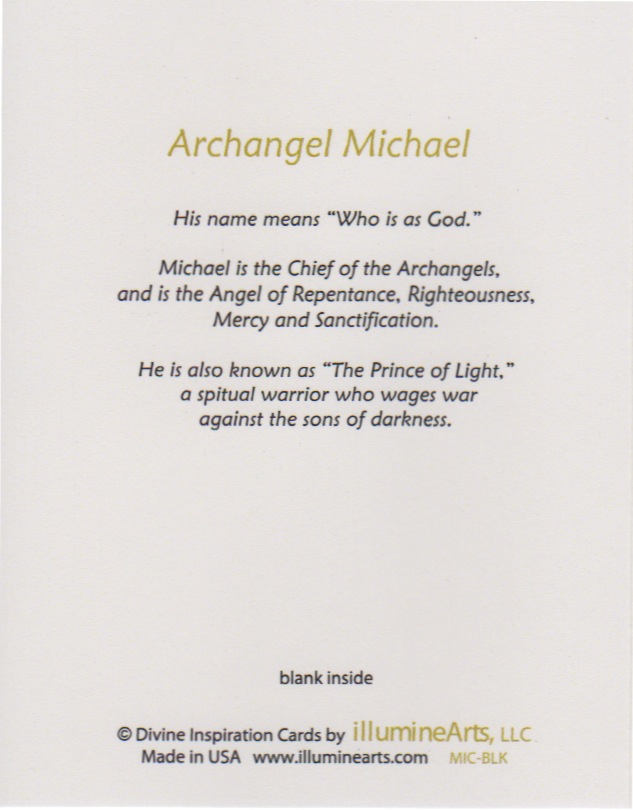 Archangel Michael
His name means “Who is as God.”
Michael is the Chief of the Archangels,
and is the Angel of Repentance, Righteousness,
Mercy and Sanctification.
He is also known as “The Prince of Light,”
a spitual warrior who wages war
against the sons of darkness.
blank inside
© Divine Inspiration Cards by illumineArts, LLC
Made in USA www.illuminearts.com MIC-BLK